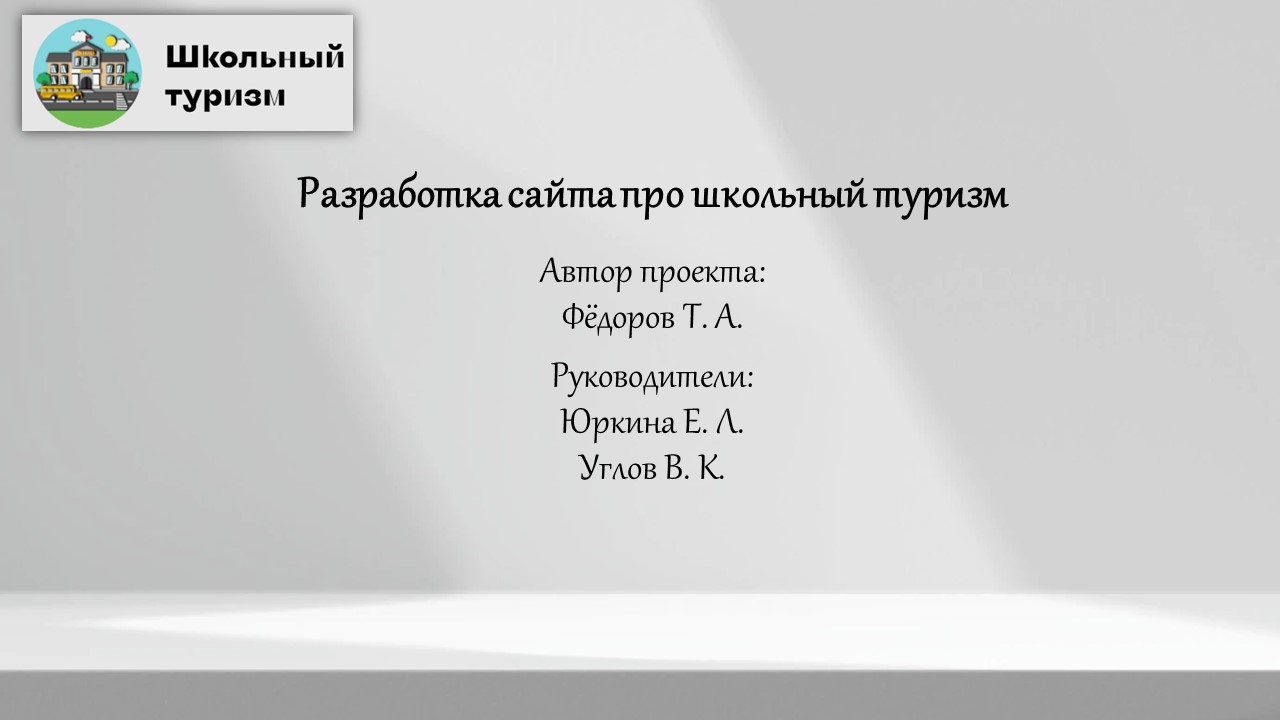 Школьный
туризм
Разработка сайта про школьный туризм
Автор проекта:
Фёдоров Т. А.
Руководители:
Юркина Е. Л.
Углов В. К.